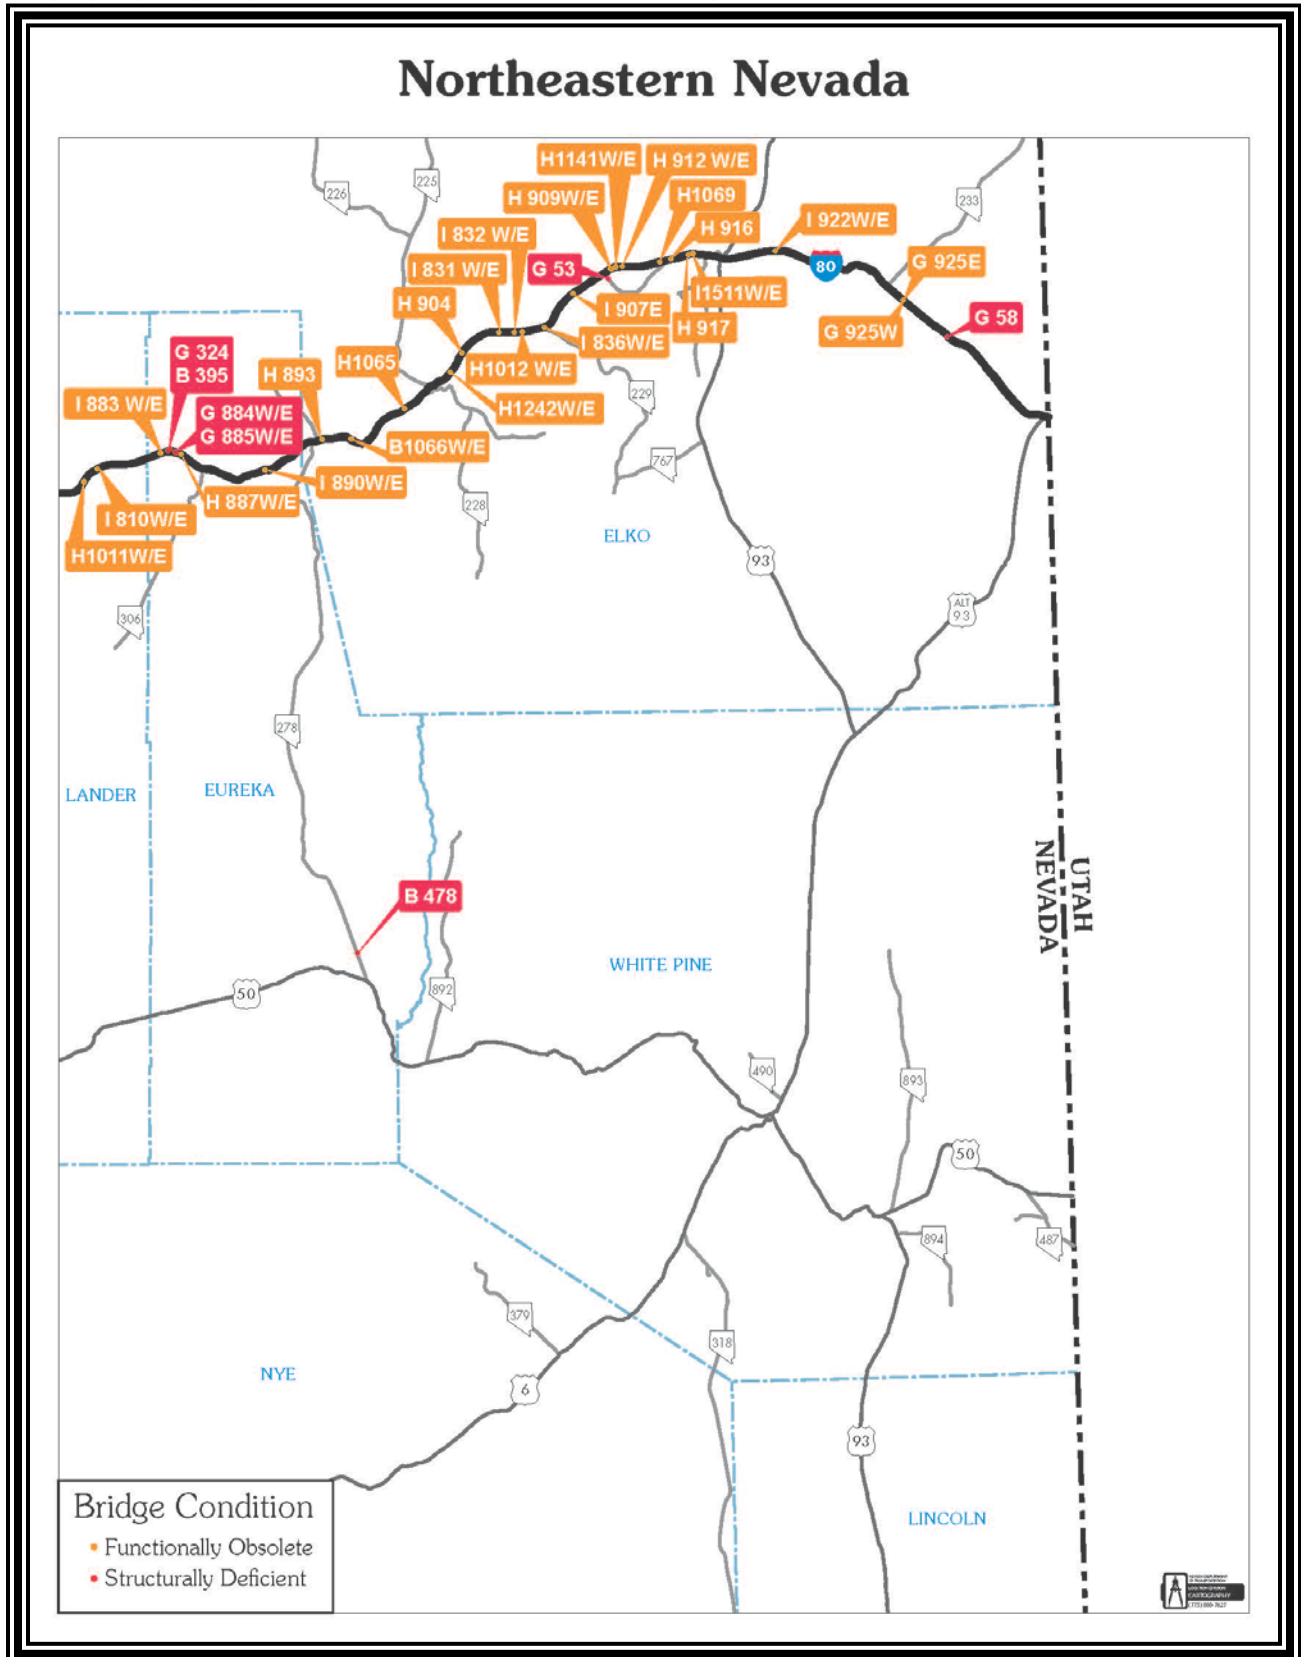 Northeastern Nevada
H1141W/E
H 912 W/E
226
225
H 909W/E
H1069
233
H 916
I 922W/E
I 832 W/E
G 53
80
G 925E
I 831 W/E
I1511W/E
H 904
I 907E
G 58
H 917
G 925W
I 836W/E
G 324
B 395
H 893
H1065
H1012 W/E
229
I 883 W/E
G 884W/E
G 885W/E
H1242W/E
B1066W/E
767
I 890W/E
H 887W/E
228
I 810W/E
ELKO
H1011W/E
93
306
ALT
93
278
LANDER
EUREKA
UTAH
NEVADA
B 478
WHITE PINE
50
892
490
893
50
894
487
379
318
NYE
6
93
Bridge Condition
Functionally Obsolete
Structurally Deficient
LINCOLN
CARTOGRAPHY